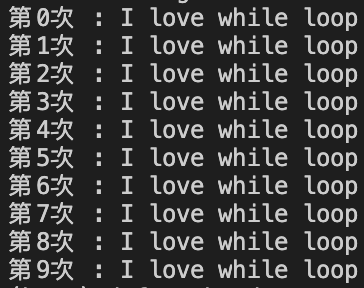 第0次 : I love while loop
第1次 : I love while loop
第2次 : I love while loop
第3次 : I love while loop
第4次 : I love while loop
第5次 : I love while loop
第6次 : I love while loop
第7次 : I love while loop
第8次 : I love while loop
第9次 : I love while loop